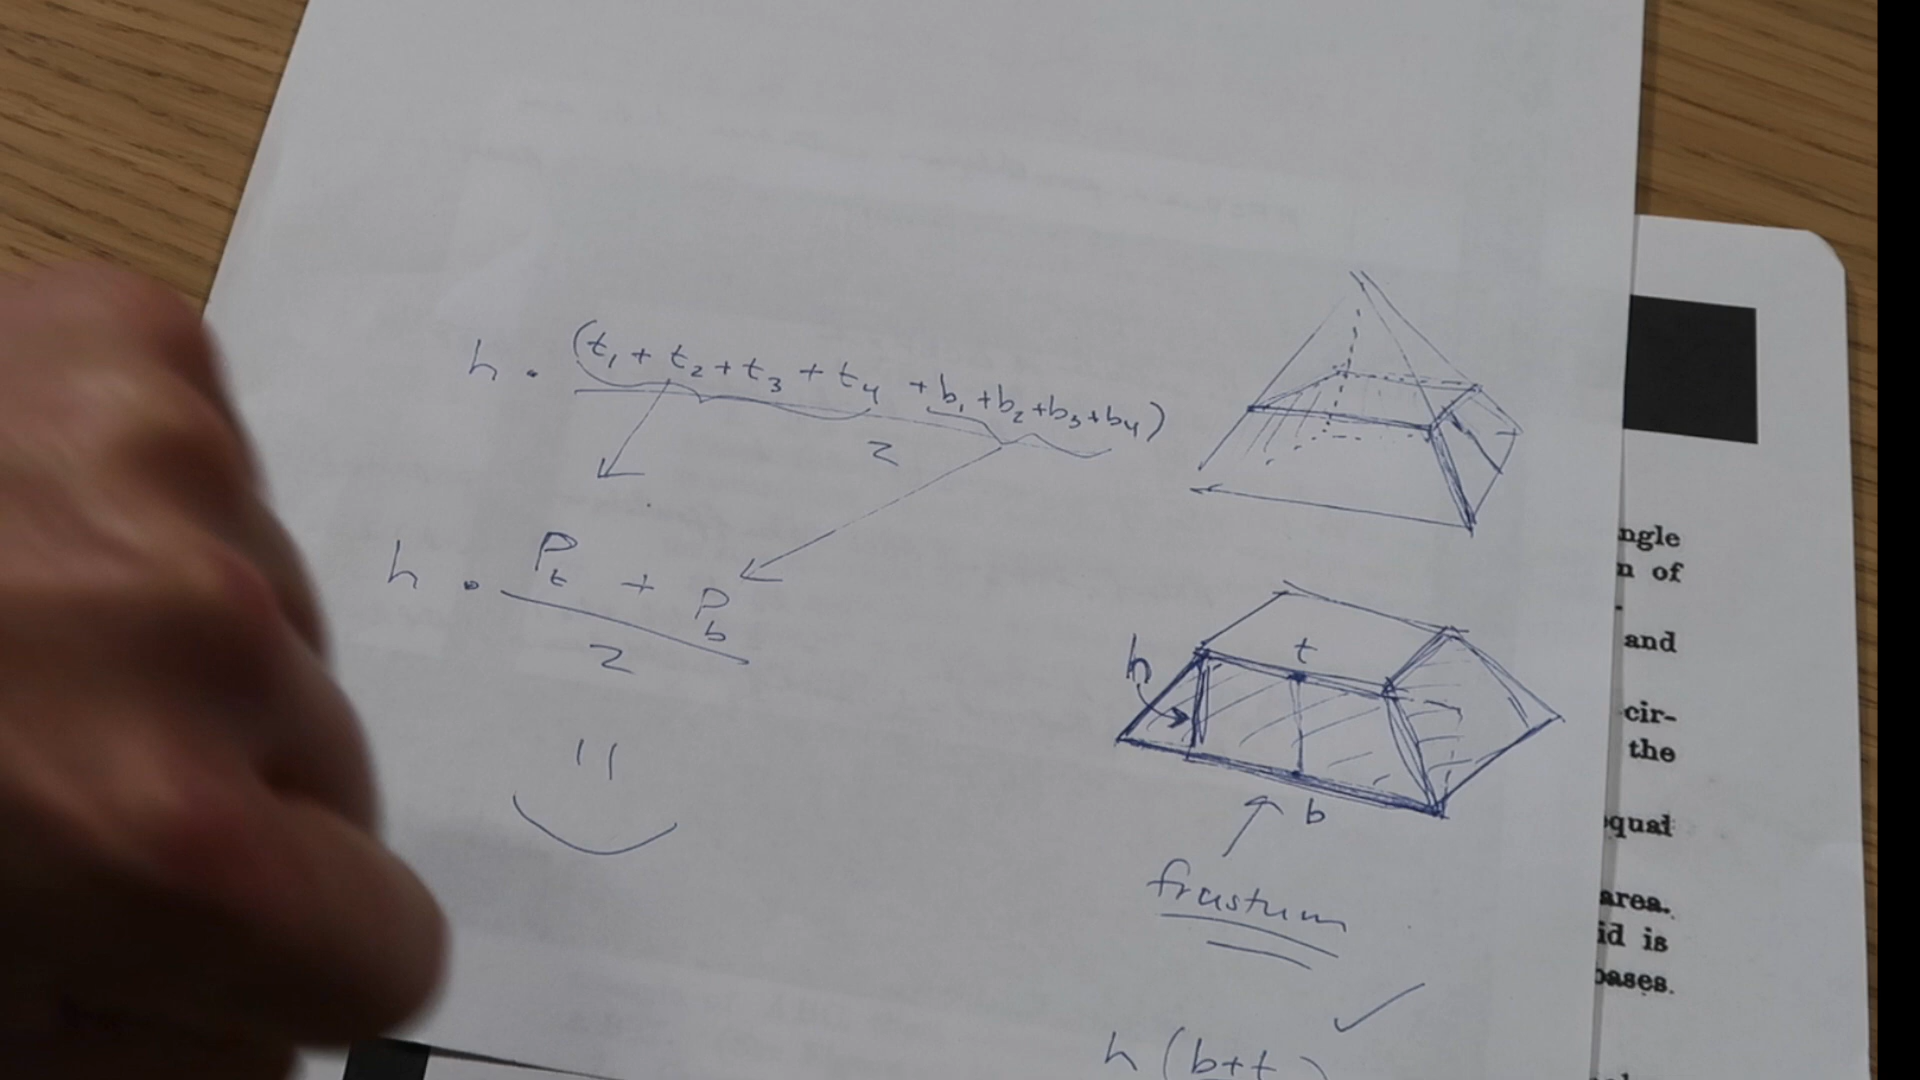 h · (t₁ + t₂ + t₃ + t₄ + b₁ + b₂ + b₃ + b₄)
2
h · P_t + P_b
2
h
t
b
frustum
h (b+t)
ngle
n of
-
and
cir-
the
qual
area.
id is
bases.